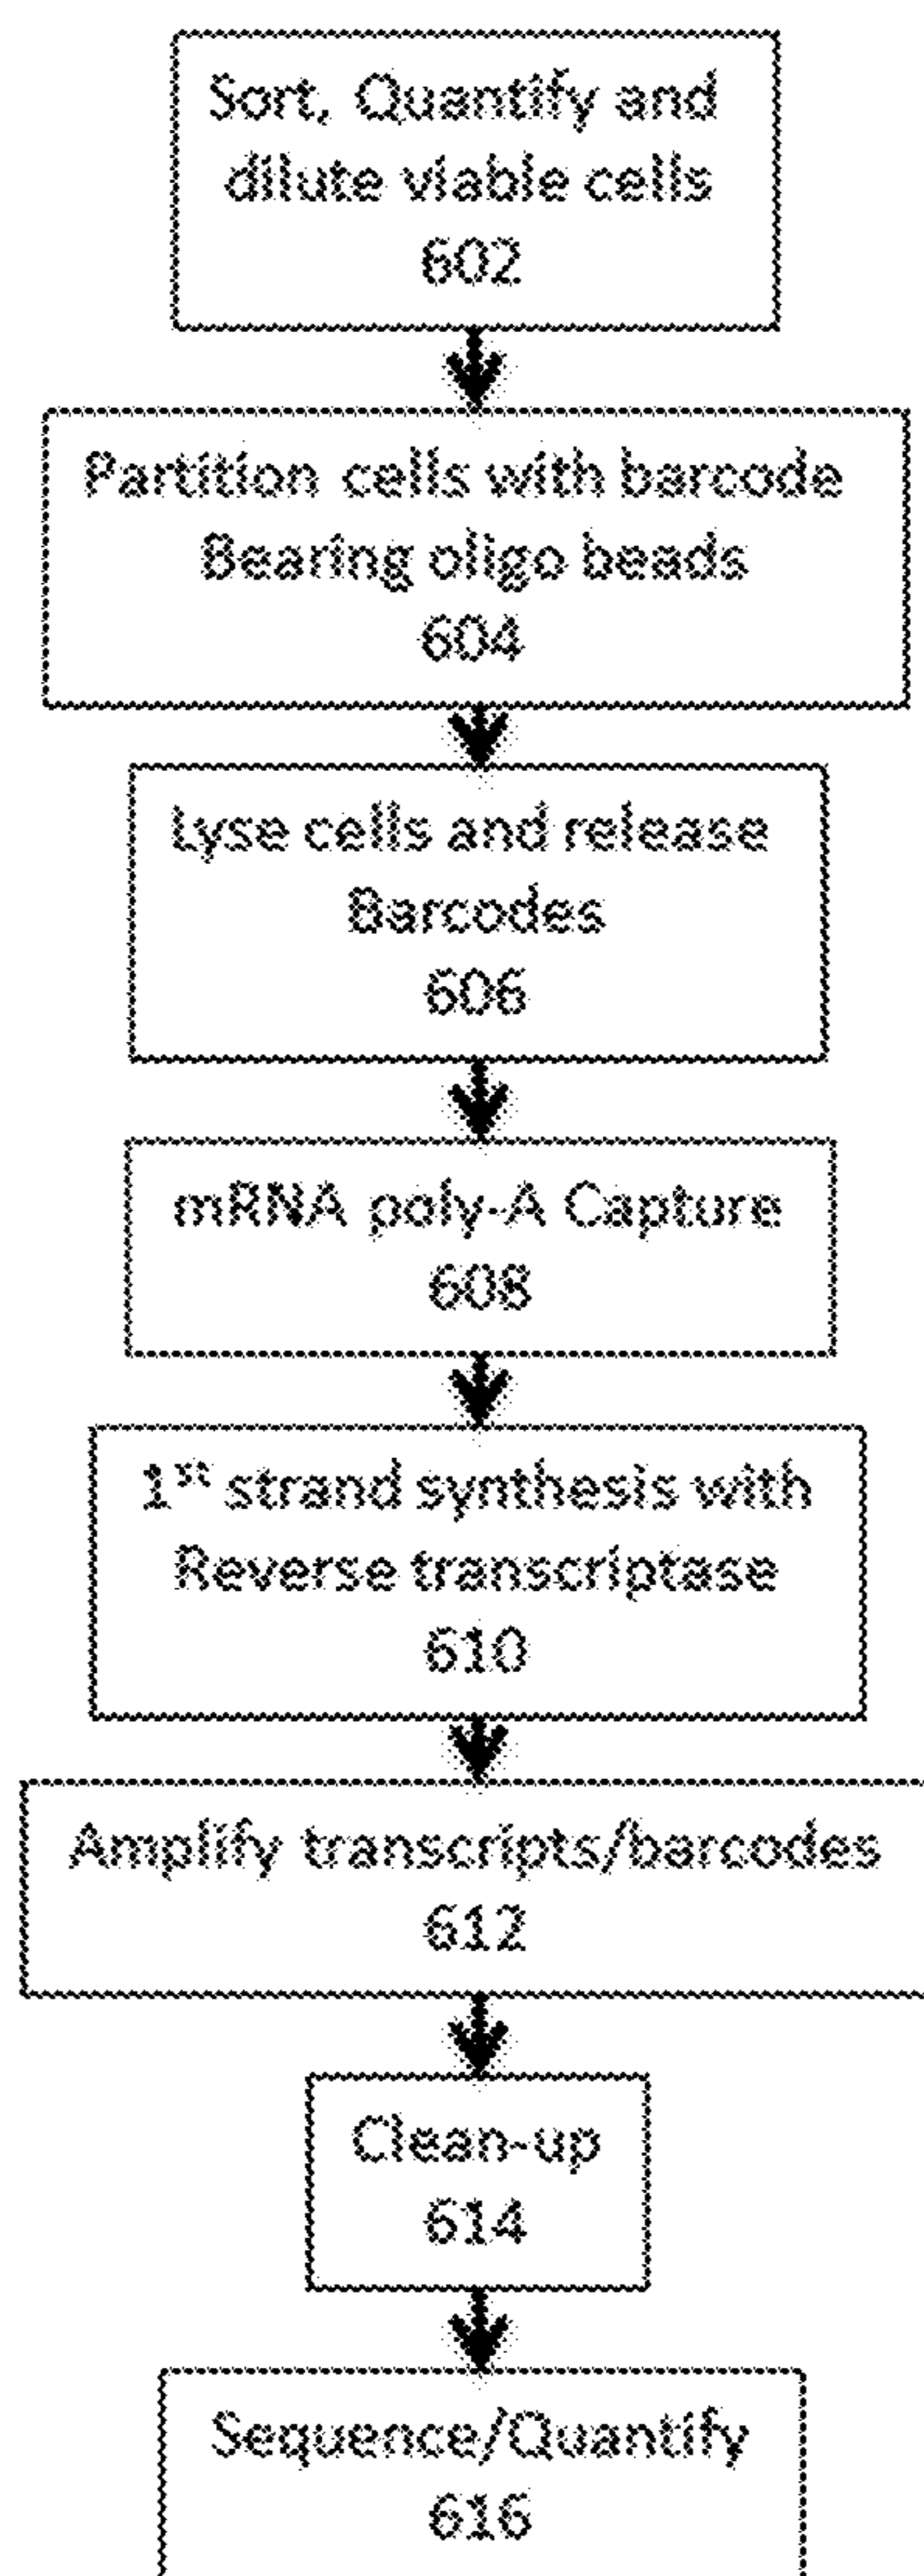 Sort, Quantify and
dilute viable cells
602
Partition cells with barcode
Bearing oligo beads
604
Lyse cells and release
Barcodes
606
mRNA poly-A Capture
608
1st strand synthesis with
Reverse transcriptase
610
Amplify transcripts/barcodes
612
Clean-up
614
Sequence/Quantify
616